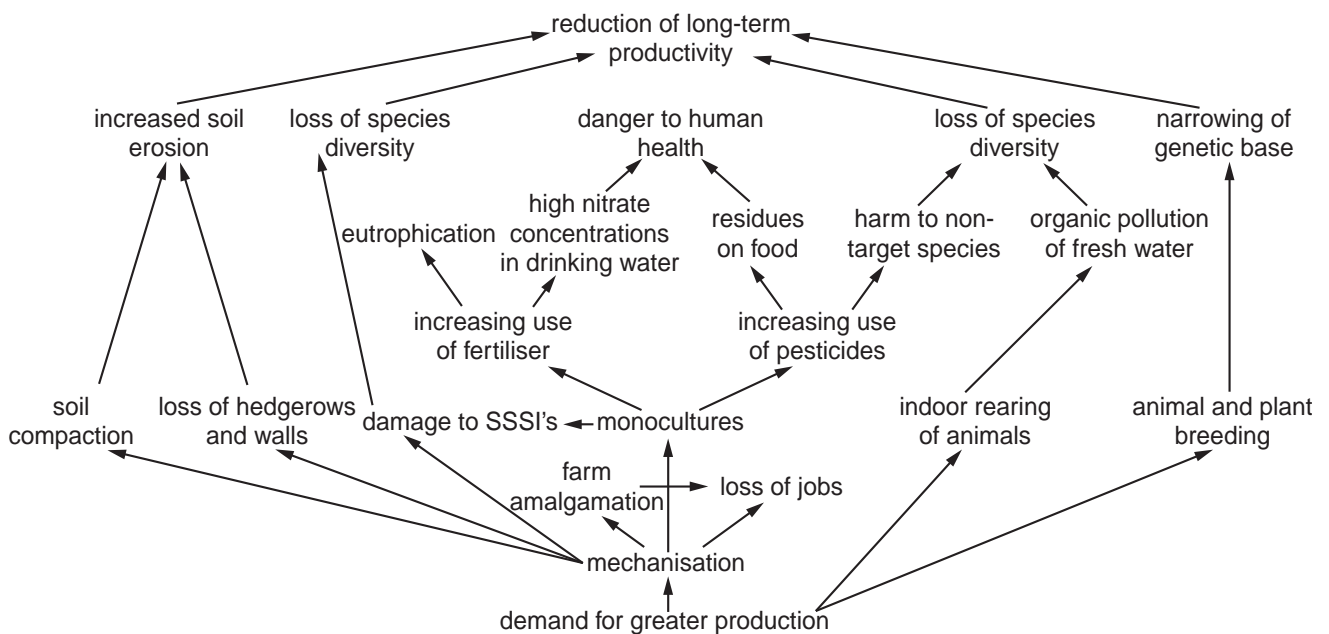 reduction of long-term
productivity
increased soil
erosion
loss of species
diversity
danger to human
health
loss of species
diversity
narrowing of
genetic base
eutrophication
high nitrate
concentrations
in drinking water
residues
on food
harm to non-
target species
organic pollution
of fresh water
increasing use
of fertiliser
increasing use
of pesticides
soil
compaction
loss of hedgerows
and walls
damage to SSSI's
monocultures
indoor rearing
of animals
animal and plant
breeding
farm
amalgamation
loss of jobs
mechanisation
demand for greater production